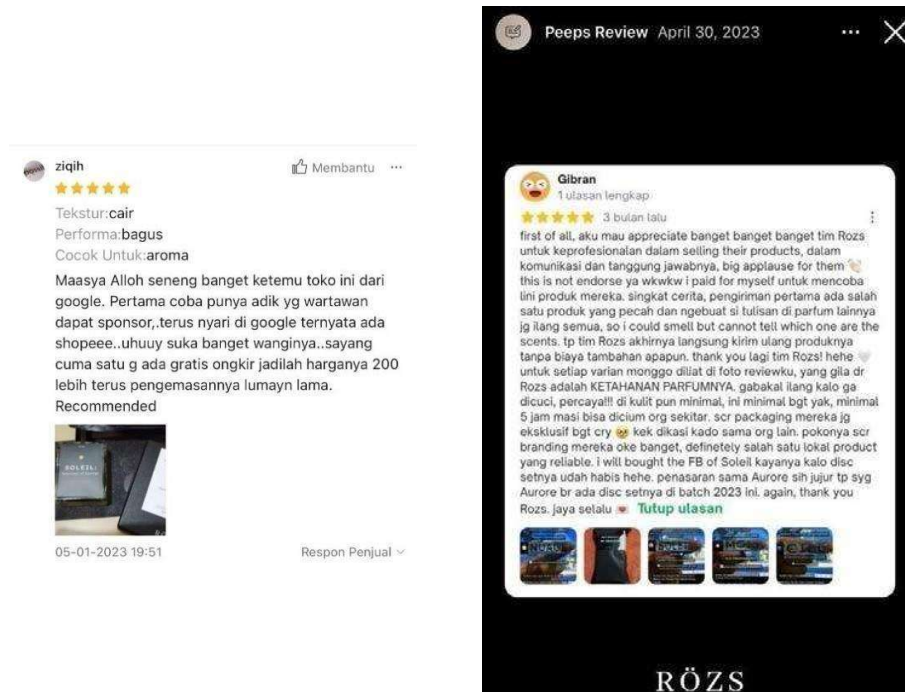 ziqih
Membantu
Tekstur:cair
Performa:bagus
Cocok Untuk:aroma
Maasya Alloh seneng banget ketemu toko ini dari
google. Pertama coba punya adik yg wartawan
dapat sponsor,.terus nyari di google ternyata ada
shopeee..uhuuy suka banget wanginya..sayang
cuma satu g ada gratis ongkir jadilah harganya 200
lebih terus pengemasannya lumayn lama.
Recommended
SOLEIL:
05-01-2023 19:51
Respon Penjual
Peeps Review April 30, 2023
Gibran
1 ulasan lengkap
3 bulan lalu
first of all, aku mau appreciate banget banget banget tim Rozs
untuk keprofesionalan dalam selling their products, dalam
komunikasi dan tanggung jawabnya, big applause for them
this is not endorse ya wkwkw i paid for myself untuk mencoba
lini produk mereka. singkat cerita, pengiriman pertama ada salah
satu produk yang pecah dan ngebuat si tulisan di parfum lainnya
jg ilang semua, so i could smell but cannot tell which one are the
scents. tp tim Rozs akhirnya langsung kirim ulang produknya
tanpa biaya tambahan apapun. thank you lagi tim Rozs! hehe
untuk setiap varian monggo diliat di foto reviewku, yang gila dr
Rozs adalah KETAHANAN PARFUMNYA. gabakal ilang kalo ga
dicuci, percaya!!! di kulit pun minimal, ini minimal bgt yak, minimal
5 jam masi bisa dicium org sekitar. scr packaging mereka jg
eksklusif bgt cry kek dikasi kado sama org lain. pokonya scr
branding mereka oke banget, definetely salah satu lokal product
yang reliable. i will bought the FB of Soleil kayanya kalo disc
setnya udah habis hehe. penasaran sama Aurore sih jujur tp syg
Aurore br ada disc setnya di batch 2023 ini. again, thank you
Rozs. jaya selalu Tutup ulasan
RÖZS